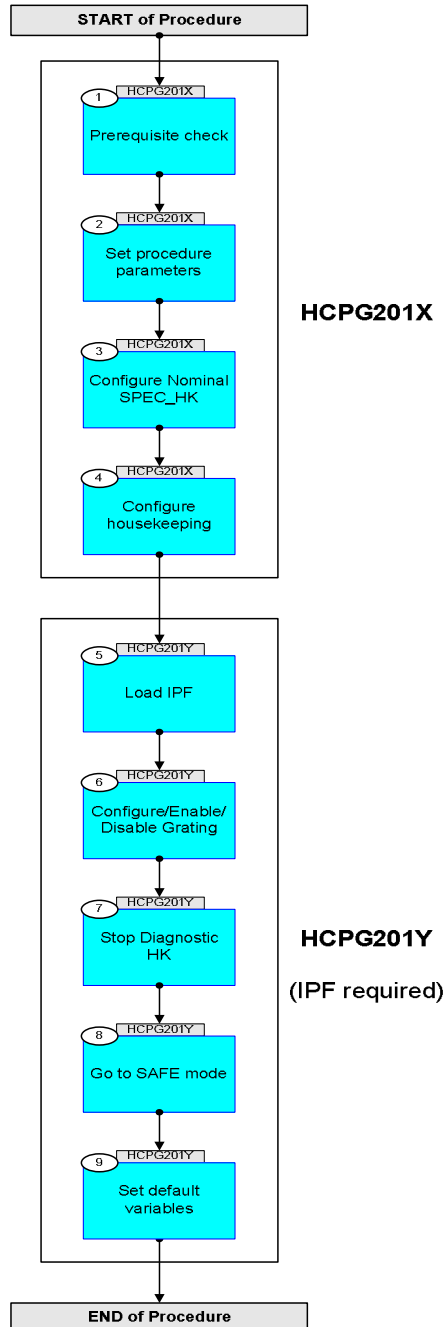 START of Procedure
HCPG201X
1
Prerequisite check
HCPG201X
2
Set procedure
parameters
HCPG201X
HCPG201X
3
Configure Nominal
SPEC_HK
HCPG201X
4
Configure
housekeeping
HCPG201Y
5
Load IPF
HCPG201Y
6
Configure/Enable/
Disable Grating
HCPG201Y
7
Stop Diagnostic
HK
HCPG201Y
(IPF required)
HCPG201Y
8
Go to SAFE mode
HCPG201Y
9
Set default
variables
END of Procedure